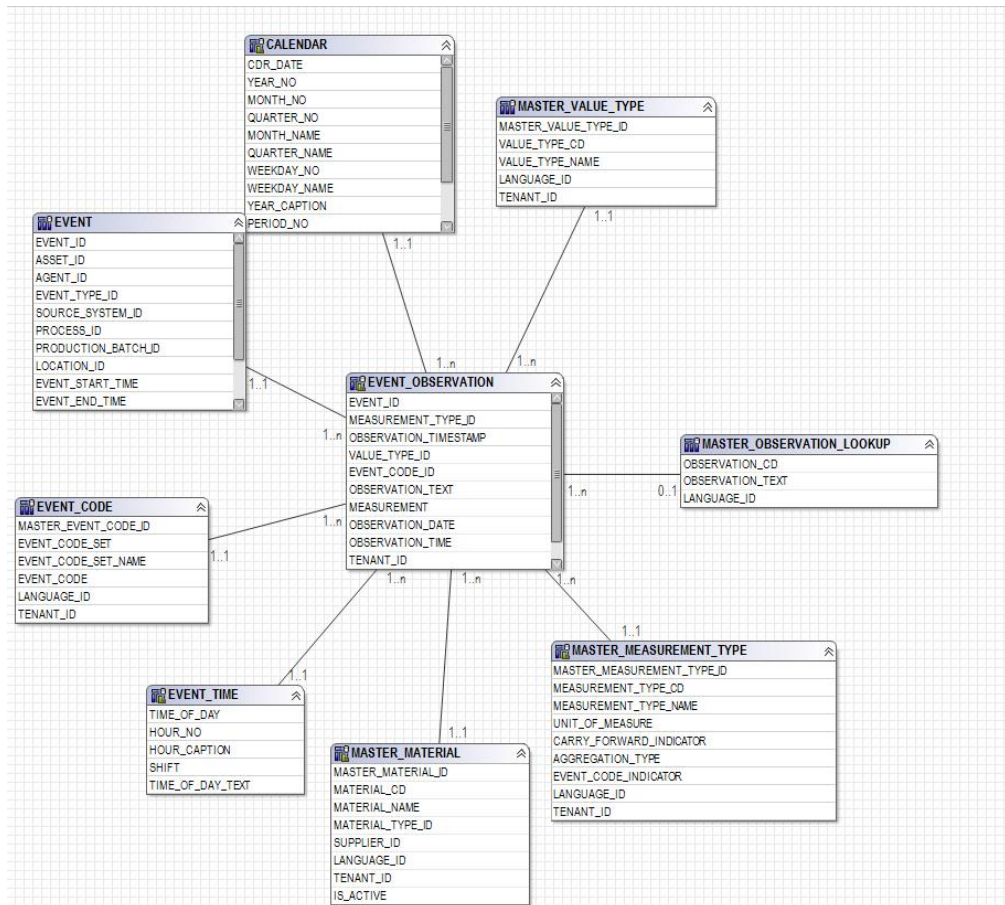 CALENDAR
CDR_DATE
YEAR_NO
MONTH_NO
QUARTER_NO
MONTH_NAME
QUARTER_NAME
WEEKDAY_NO
WEEKDAY_NAME
YEAR_CAPTION
PERIOD_NO
1..1
MASTER_VALUE_TYPE
MASTER_VALUE_TYPE_ID
VALUE_TYPE_CD
VALUE_TYPE_NAME
LANGUAGE_ID
TENANT_ID
1..1
EVENT
EVENT_ID
ASSET_ID
AGENT_ID
EVENT_TYPE_ID
SOURCE_SYSTEM_ID
PROCESS_ID
PRODUCTION_BATCH_ID
LOCATION_ID
EVENT_START_TIME
EVENT_END_TIME
1..1
1..n
1..n
1..n
EVENT_OBSERVATION
EVENT_ID
MEASUREMENT_TYPE_ID
OBSERVATION_TIMESTAMP
VALUE_TYPE_ID
EVENT_CODE_ID
OBSERVATION_TEXT
MEASUREMENT
OBSERVATION_DATE
OBSERVATION_TIME
TENANT_ID
1..n
0..1
MASTER_OBSERVATION_LOOKUP
OBSERVATION_CD
OBSERVATION_TEXT
LANGUAGE_ID
EVENT_CODE
MASTER_EVENT_CODE_ID
EVENT_CODE_SET
EVENT_CODE_SET_NAME
EVENT_CODE
LANGUAGE_ID
TENANT_ID
1..1
1..n
1..n
1..n
1..n
1..1
EVENT_TIME
TIME_OF_DAY
HOUR_NO
HOUR_CAPTION
SHIFT
TIME_OF_DAY_TEXT
1..1
MASTER_MATERIAL
MASTER_MATERIAL_ID
MATERIAL_CD
MATERIAL_NAME
MATERIAL_TYPE_ID
SUPPLIER_ID
LANGUAGE_ID
TENANT_ID
IS_ACTIVE
1..1
MASTER_MEASUREMENT_TYPE
MASTER_MEASUREMENT_TYPE_ID
MEASUREMENT_TYPE_CD
MEASUREMENT_TYPE_NAME
UNIT_OF_MEASURE
CARRY_FORWARD_INDICATOR
AGGREGATION_TYPE
EVENT_CODE_INDICATOR
LANGUAGE_ID
TENANT_ID